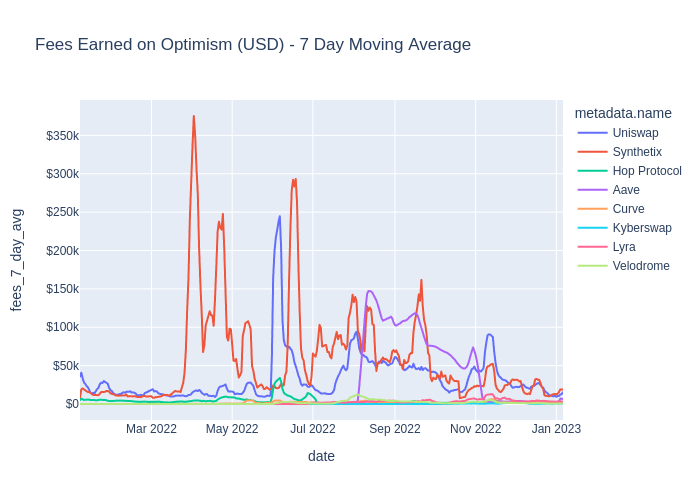 Fees Earned on Optimism (USD) - 7 Day Moving Average
metadata.name
Uniswap
Synthetix
Hop Protocol
Aave
Curve
Kyberswap
Lyra
Velodrome
fees_7_day_avg
$350k
$300k
$250k
$200k
$150k
$100k
$50k
$0
Mar 2022
May 2022
Jul 2022
Sep 2022
Nov 2022
Jan 2023
date